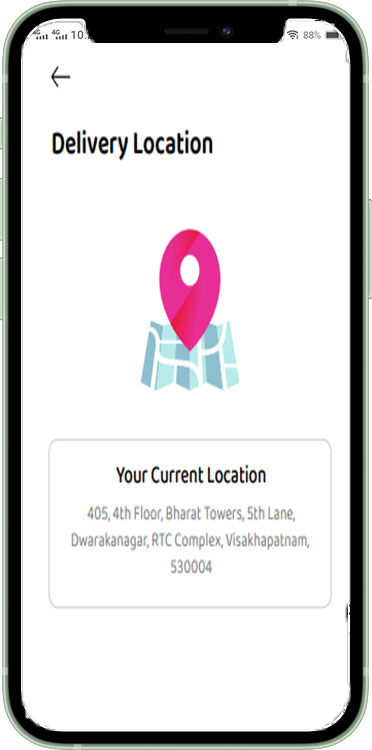 4G 4G 10:
88%
Delivery Location
Your Current Location
405, 4th Floor, Bharat Towers, 5th Lane,
Dwarakanagar, RTC Complex, Visakhapatnam,
530004